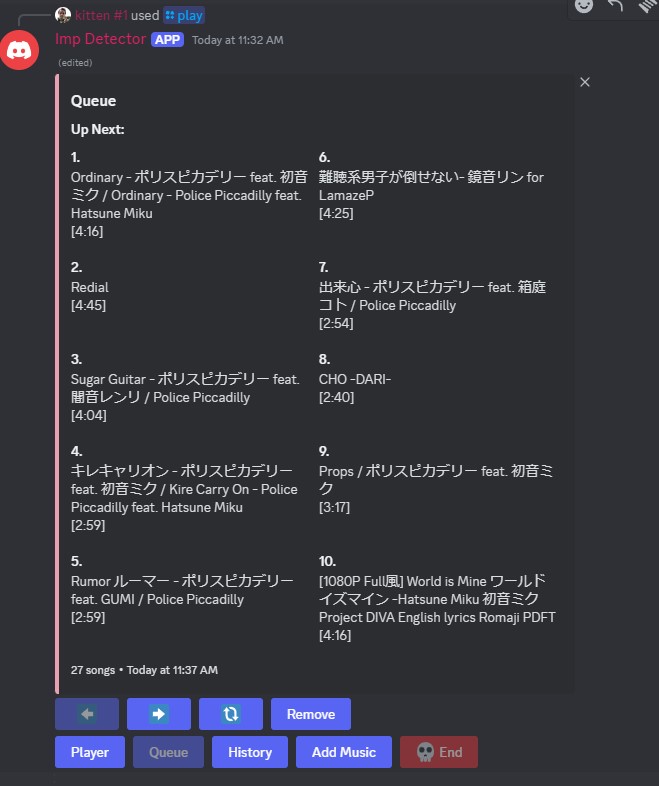 kitten #1 used play
Imp Detector APP Today at 11:32 AM
(edited)
Queue
Up Next:
1.
Ordinary - ポリスピカデリー feat. 初音
ミク / Ordinary - Police Piccadilly feat.
Hatsune Miku
[4:16]
2.
Redial
[4:45]
3.
Sugar Guitar - ポリスピカデリー feat.
闇音レンリ / Police Piccadilly
[4:04]
4.
キレキャリオン - ポリスピカデリー
feat. 初音ミク / Kire Carry On - Police
Piccadilly feat. Hatsune Miku
[2:59]
5.
Rumor ルーマー - ポリスピカデリー
feat. GUMI / Police Piccadilly
[2:59]
6.
難聴系男子が倒せない- 鏡音リン for
LamazeP
[4:25]
7.
出来心 - ポリスピカデリー feat. 箱庭
コト / Police Piccadilly
[2:54]
8.
CHO -DARI-
[2:40]
9.
Props / ポリスピカデリー feat. 初音ミ
ク
[3:17]
10.
[1080P Full風] World is Mine ワールド
イズマイン -Hatsune Miku 初音ミク
Project DIVA English lyrics Romaji PDFT
[4:16]
27 songs • Today at 11:37 AM
Remove
Player
Queue
History
Add Music
End